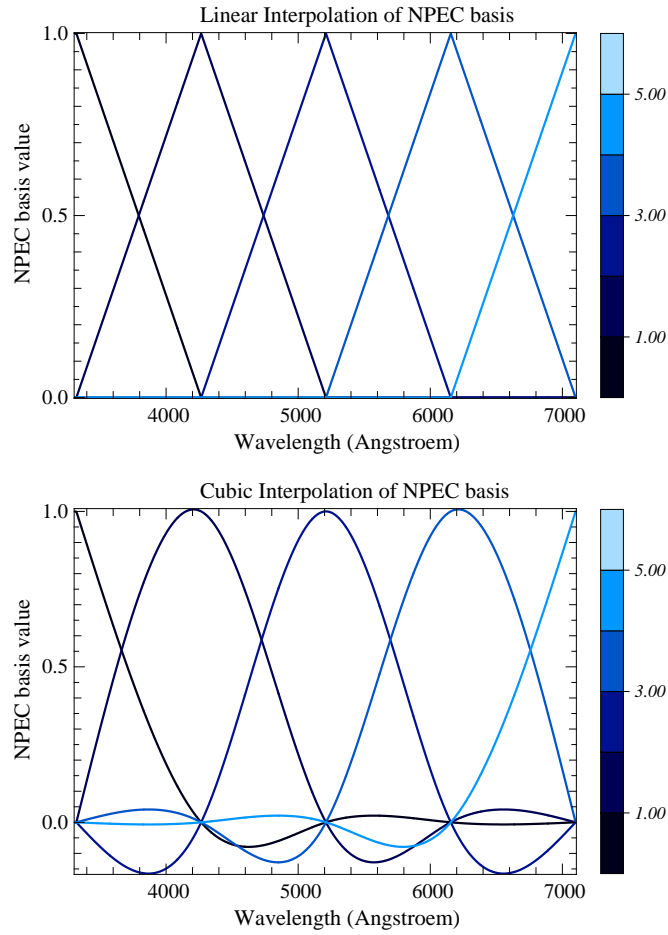 Linear Interpolation of NPEC basis
1.0
0.5
0.0
NPEC basis value
4000 5000 6000 7000
Wavelength (Angstroem)
5.00
3.00
1.00
Cubic Interpolation of NPEC basis
1.0
0.5
0.0
NPEC basis value
4000 5000 6000 7000
Wavelength (Angstroem)
5.00
3.00
1.00